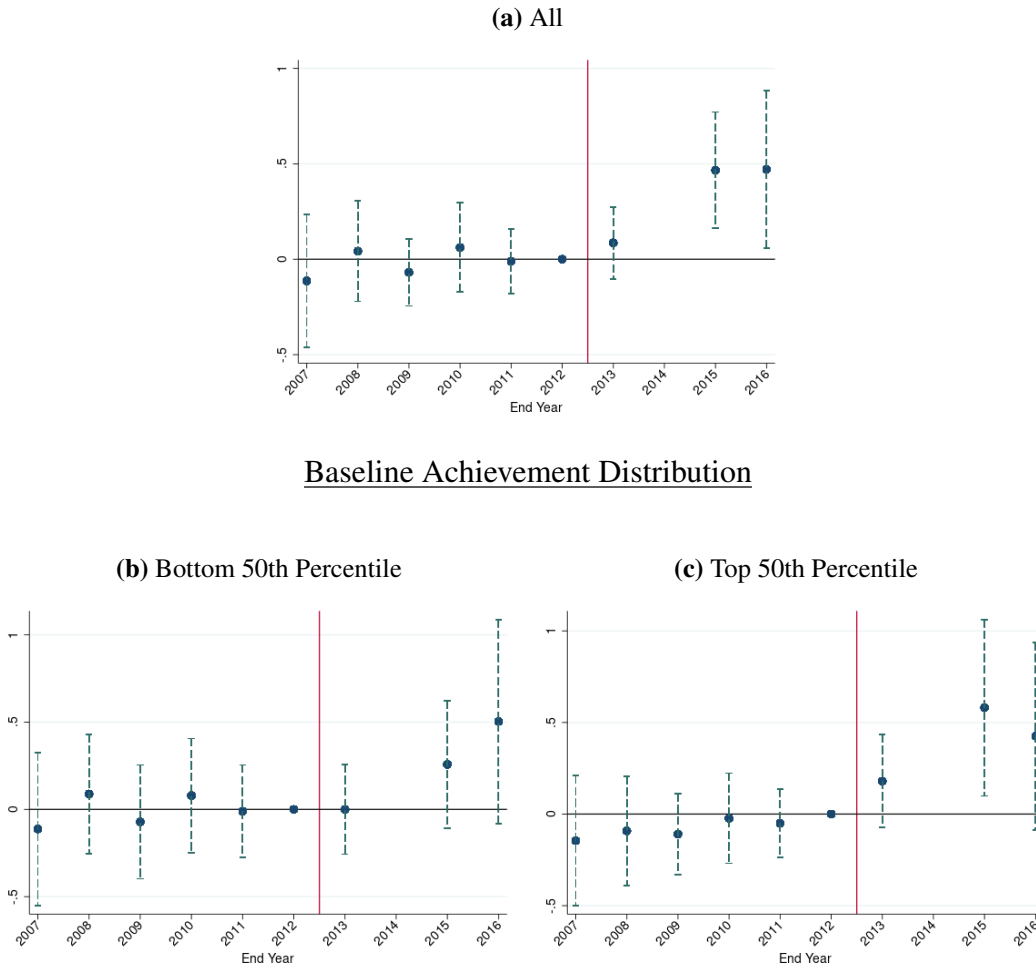 (a) All
1
.5
0
-.5
2007 2008 2009 2010 2011 2012 2013 2014 2015 2016
End Year
Baseline Achievement Distribution
(b) Bottom 50th Percentile
1
.5
0
-.5
2007 2008 2009 2010 2011 2012 2013 2014 2015 2016
End Year
(c) Top 50th Percentile
1
.5
0
-.5
2007 2008 2009 2010 2011 2012 2013 2014 2015 2016
End Year